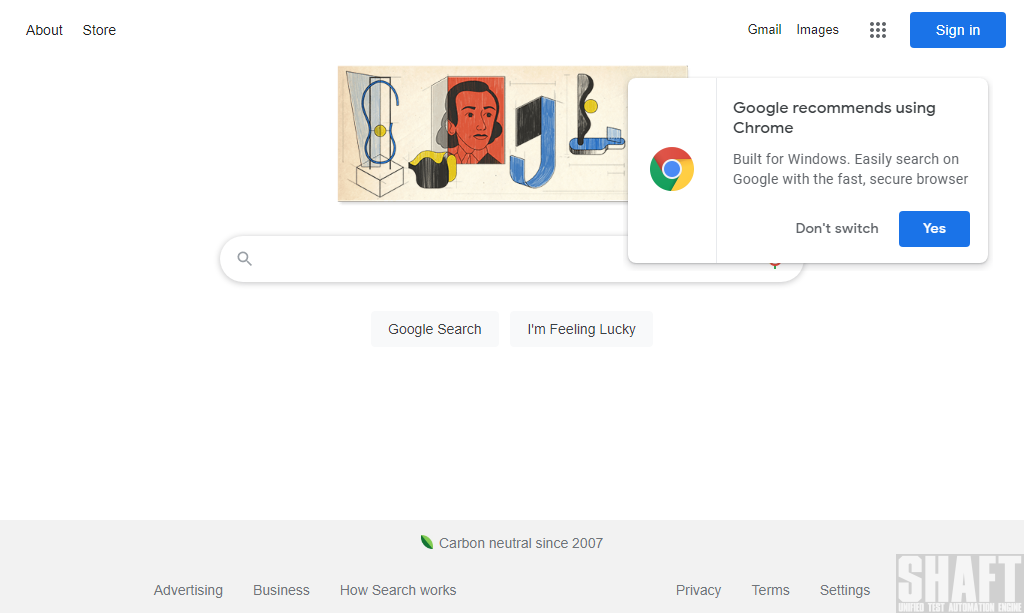 About Store Gmail Images Sign in
Google recommends using
Chrome
Built for Windows. Easily search on
Google with the fast, secure browser
Don't switch Yes
Google Search I'm Feeling Lucky
Carbon neutral since 2007
Advertising Business How Search works Privacy Terms Settings
SHAFT
UNIFIED TEST AUTOMATION ENGINE